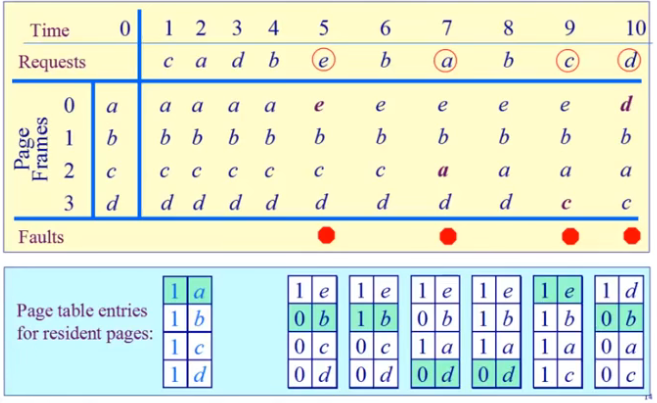 Time 0 1 2 3 4 5 6 7 8 9 10
Requests c a d b e b a b c d
Page Frames
0 a a a a a e e e e e d
1 b b b b b b b b b b b
2 c c c c c c c a a a a
3 d d d d d d d d d c c
Faults
Page table entries
for resident pages:
1 a 1 e 1 e 1 e 1 e 1 e 1 d
1 b 0 b 1 b 0 b 1 b 1 b 0 b
1 c 0 c 0 c 1 a 1 a 1 a 0 a
1 d 0 d 0 d 0 d 0 d 1 c 0 c